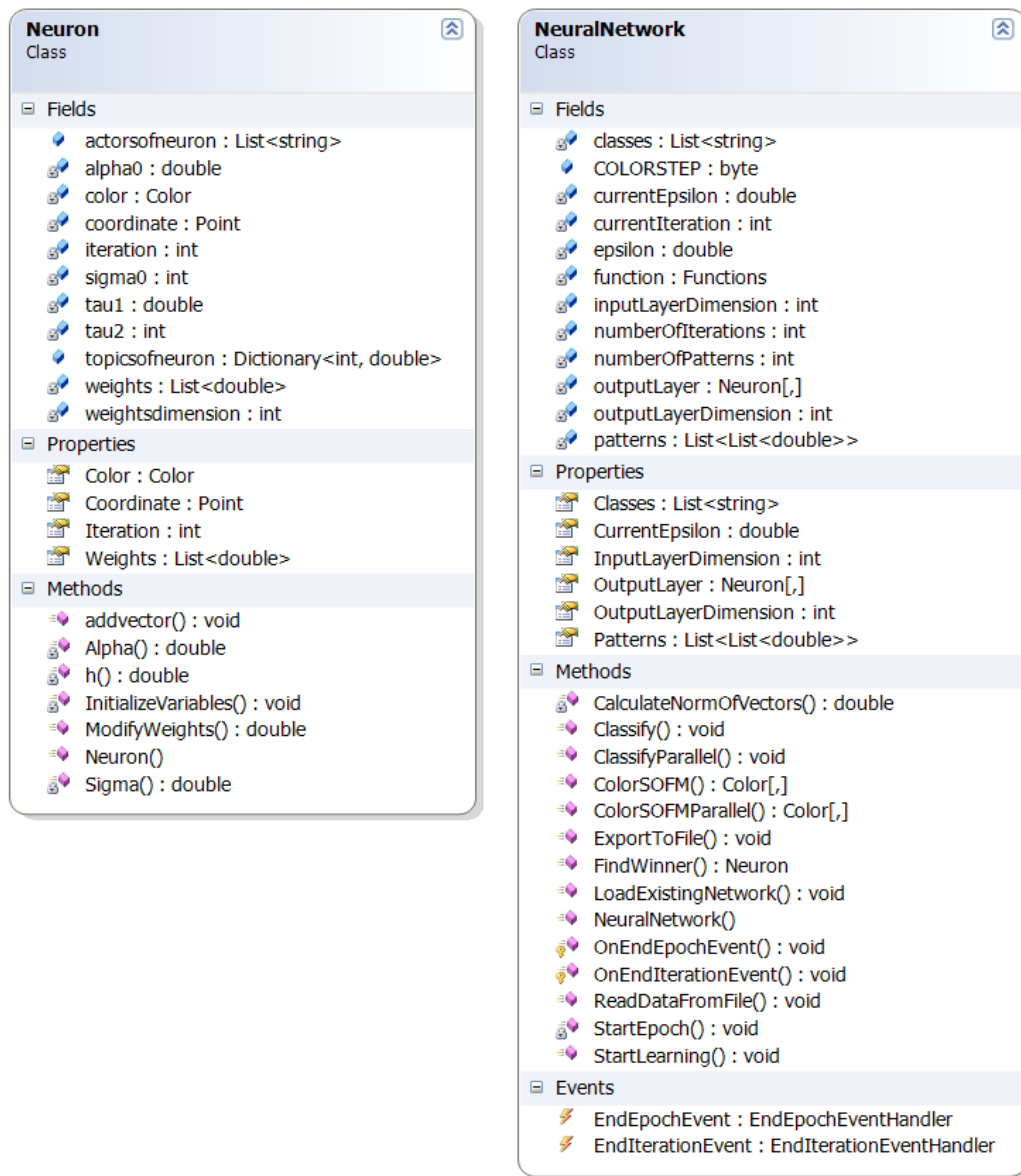 Neuron
Class
Fields
actorsofneuron : List<string>
alpha0 : double
color : Color
coordinate : Point
iteration : int
sigma0 : int
tau1 : double
tau2 : int
topicsofneuron : Dictionary<int, double>
weights : List<double>
weightsdimension : int
Properties
Color : Color
Coordinate : Point
Iteration : int
Weights : List<double>
Methods
addvector() : void
Alpha() : double
h() : double
InitializeVariables() : void
ModifyWeights() : double
Neuron()
Sigma() : double
NeuralNetwork
Class
Fields
classes : List<string>
COLORSTEP : byte
currentEpsilon : double
currentIteration : int
epsilon : double
function : Functions
inputLayerDimension : int
numberOfIterations : int
numberOfPatterns : int
outputLayer : Neuron[,]
outputLayerDimension : int
patterns : List<List<double>>
Properties
Classes : List<string>
CurrentEpsilon : double
InputLayerDimension : int
OutputLayer : Neuron[,]
OutputLayerDimension : int
Patterns : List<List<double>>
Methods
CalculateNormOfVectors() : double
Classify() : void
ClassifyParallel() : void
ColorSOFM() : Color[,]
ColorSOFMParallel() : Color[,]
ExportToFile() : void
FindWinner() : Neuron
LoadExistingNetwork() : void
NeuralNetwork()
OnEndEpochEvent() : void
OnEndIterationEvent() : void
ReadDataFromFile() : void
StartEpoch() : void
StartLearning() : void
Events
EndEpochEvent : EndEpochEventHandler
EndIterationEvent : EndIterationEventHandler